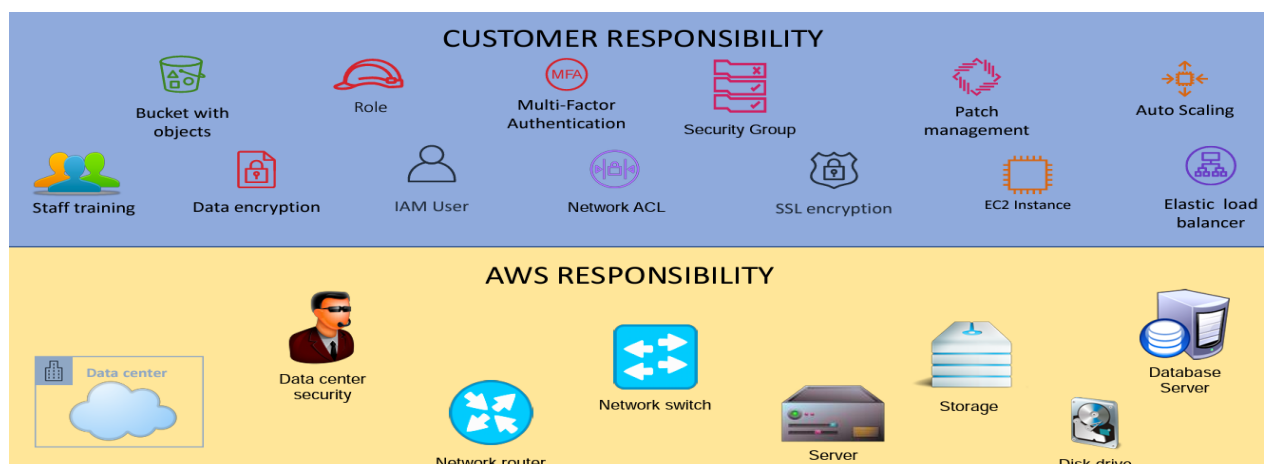 CUSTOMER RESPONSIBILITY
Bucket with
objects
Role
MFA
Multi-Factor
Authentication
Security Group
Patch
management
Auto Scaling
Staff training
Data encryption
IAM User
Network ACL
SSL encryption
EC2 Instance
Elastic load
balancer
AWS RESPONSIBILITY
Data center
Data center
security
Network router
Network switch
Server
Storage
Disk drive
Database
Server